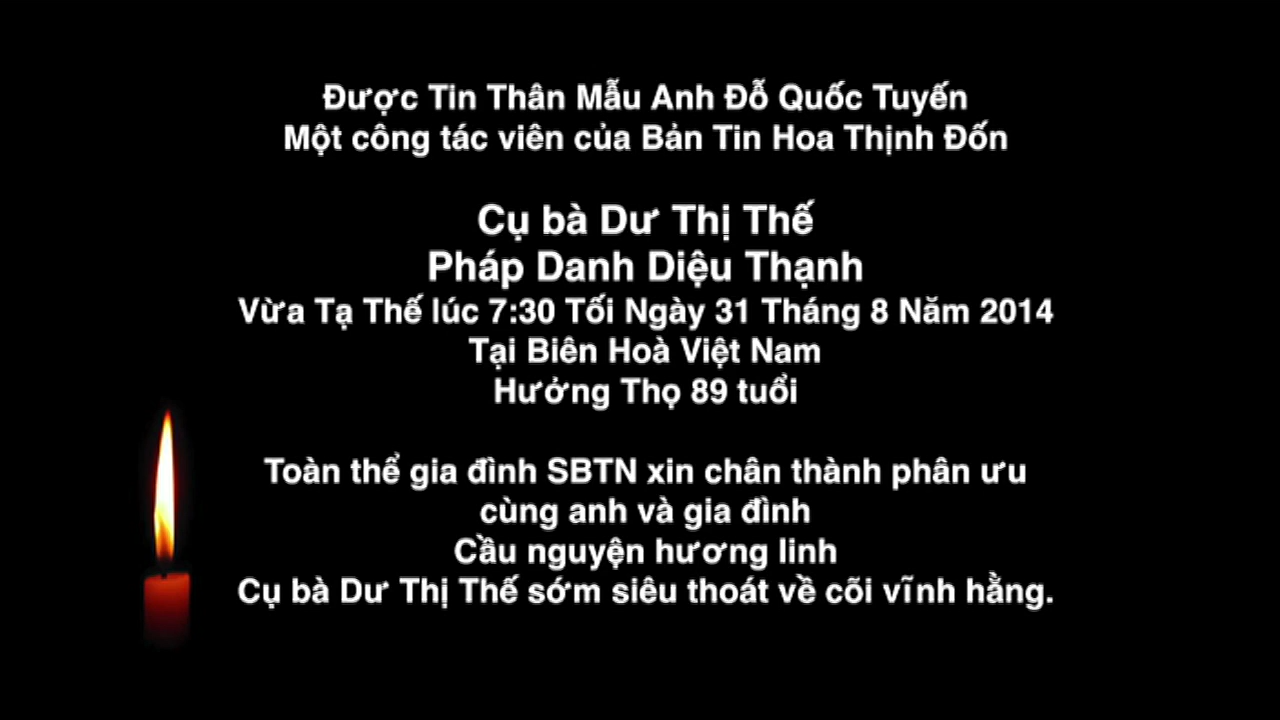 Được Tin Thân Mẫu Anh Đỗ Quốc Tuyến
Một công tác viên của Bản Tin Hoa Thịnh Đốn
Cụ bà Dư Thị Thế
Pháp Danh Diệu Thạnh
Vừa Tạ Thế lúc 7:30 Tối Ngày 31 Tháng 8 Năm 2014
Tại Biên Hoà Việt Nam
Hưởng Thọ 89 tuổi
Toàn thể gia đình SBTN xin chân thành phân ưu
cùng anh và gia đình
Cầu nguyện hương linh
Cụ bà Dư Thị Thế sớm siêu thoát về cõi vĩnh hằng.